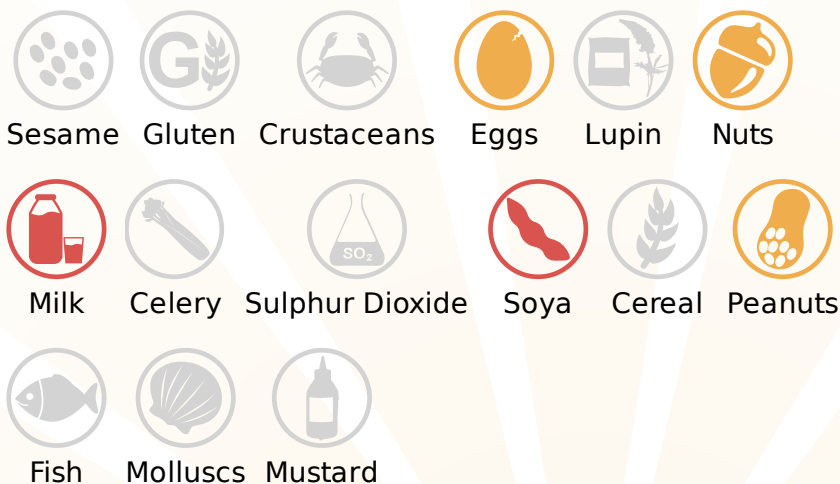 Sesame Gluten Crustaceans Eggs Lupin Nuts
SO₂
Milk Celery Sulphur Dioxide Soya Cereal Peanuts
Fish Molluscs Mustard